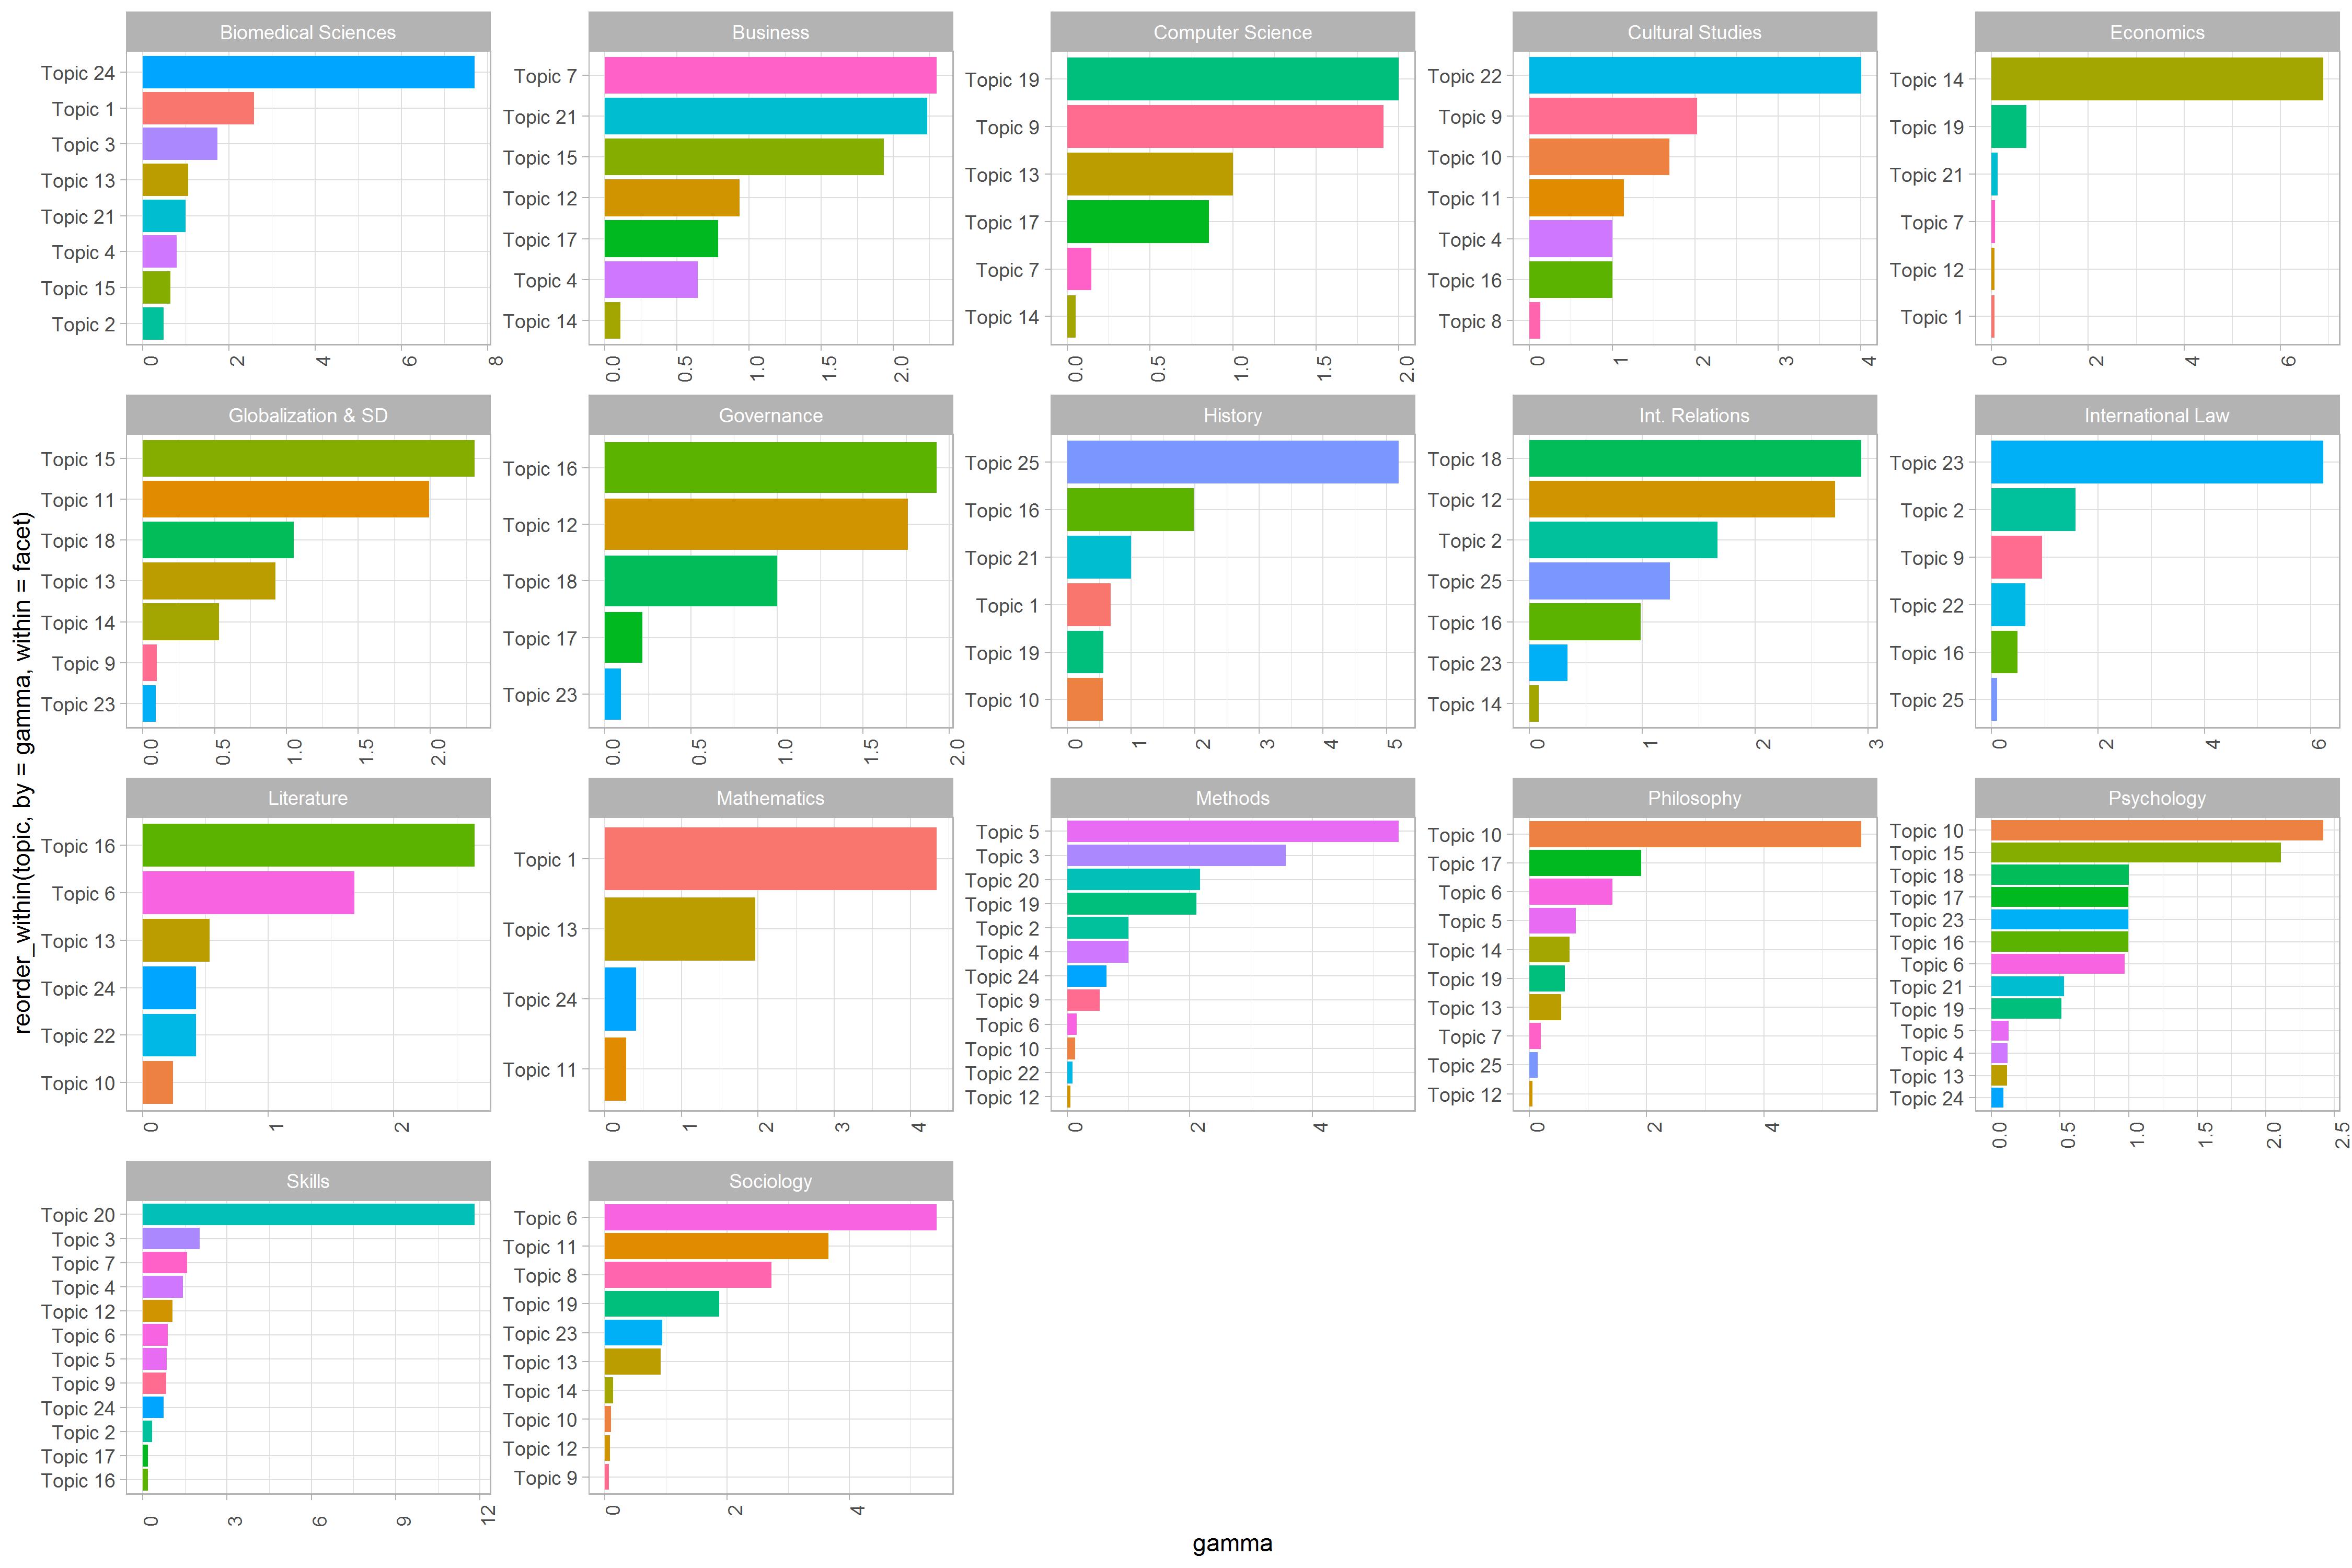 reorder_within(topic, by = gamma, within = facet)
Biomedical Sciences
Topic 24
Topic 1
Topic 3
Topic 13
Topic 21
Topic 4
Topic 15
Topic 2
0 2 4 6 8
Business
Topic 7
Topic 21
Topic 15
Topic 12
Topic 17
Topic 4
Topic 14
0.0 0.5 1.0 1.5 2.0
Computer Science
Topic 19
Topic 9
Topic 13
Topic 17
Topic 7
Topic 14
0.0 0.5 1.0 1.5 2.0
Cultural Studies
Topic 22
Topic 9
Topic 10
Topic 11
Topic 4
Topic 16
Topic 8
0 1 2 3 4
Economics
Topic 14
Topic 19
Topic 21
Topic 7
Topic 12
Topic 1
0 2 4 6
Globalization & SD
Topic 15
Topic 11
Topic 18
Topic 13
Topic 14
Topic 9
Topic 23
0.0 0.5 1.0 1.5 2.0
Governance
Topic 16
Topic 12
Topic 18
Topic 17
Topic 23
0.0 0.5 1.0 1.5 2.0
History
Topic 25
Topic 16
Topic 21
Topic 1
Topic 19
Topic 10
0 1 2 3 4 5
Int. Relations
Topic 18
Topic 12
Topic 2
Topic 25
Topic 16
Topic 23
Topic 14
0 1 2 3
International Law
Topic 23
Topic 2
Topic 9
Topic 22
Topic 16
Topic 25
0 2 4 6
Literature
Topic 16
Topic 6
Topic 13
Topic 24
Topic 22
Topic 10
0 1 2
Mathematics
Topic 1
Topic 13
Topic 24
Topic 11
0 1 2 3 4
Methods
Topic 5
Topic 3
Topic 20
Topic 19
Topic 2
Topic 4
Topic 24
Topic 9
Topic 6
Topic 10
Topic 22
Topic 12
0 2 4
Philosophy
Topic 10
Topic 17
Topic 6
Topic 5
Topic 14
Topic 19
Topic 13
Topic 7
Topic 25
Topic 12
0 2 4
Psychology
Topic 10
Topic 15
Topic 18
Topic 17
Topic 23
Topic 16
Topic 6
Topic 21
Topic 19
Topic 5
Topic 4
Topic 13
Topic 24
0.0 0.5 1.0 1.5 2.0 2.5
Skills
Topic 20
Topic 3
Topic 7
Topic 4
Topic 12
Topic 6
Topic 5
Topic 9
Topic 24
Topic 2
Topic 17
Topic 16
0 3 6 9 12
Sociology
Topic 6
Topic 11
Topic 8
Topic 19
Topic 23
Topic 13
Topic 14
Topic 10
Topic 12
Topic 9
0 2 4
gamma